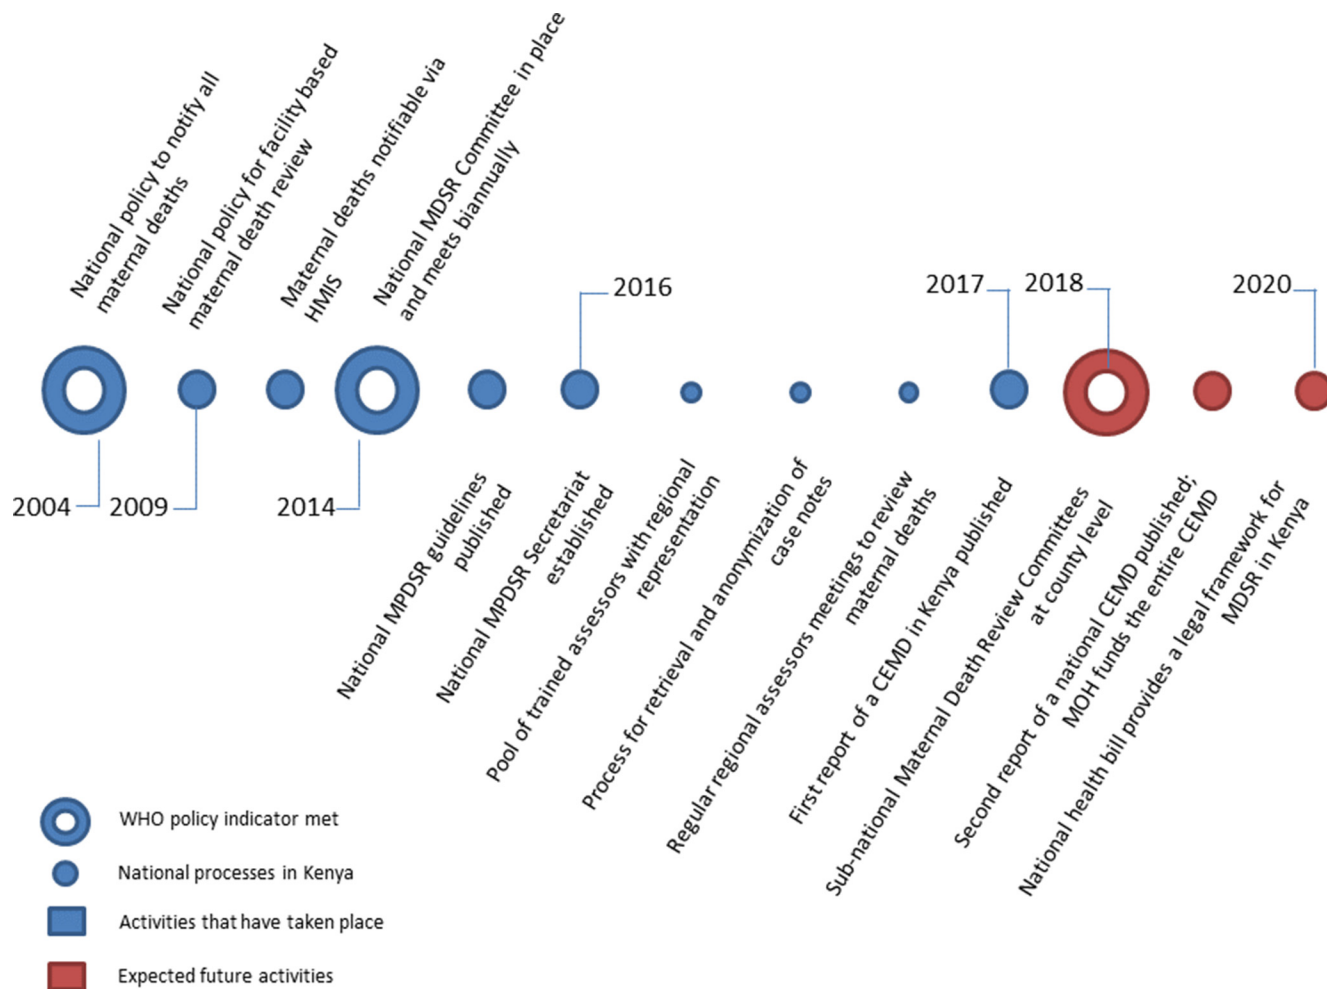 National policy to notify all
maternal deaths
National policy for facility based
maternal death review
Maternal deaths notifiable via
HMIS
National MDSR Committee in place
and meets biannually
2016
2017
2018
2020
2004
2009
2014
National MPDSR guidelines
published
National MPDSR Secretariat
established
Pool of trained assessors with regional
representation
Process for retrieval and anonymization of
case notes
Regular regional assessors meetings to review
maternal deaths
First report of a CEMD in Kenya published
Sub-national Maternal Death Review Committees
at county level
Second report of a national CEMD published;
MOH funds the entire CEMD
National health bill provides a legal framework for
MDSR in Kenya
WHO policy indicator met
National processes in Kenya
Activities that have taken place
Expected future activities